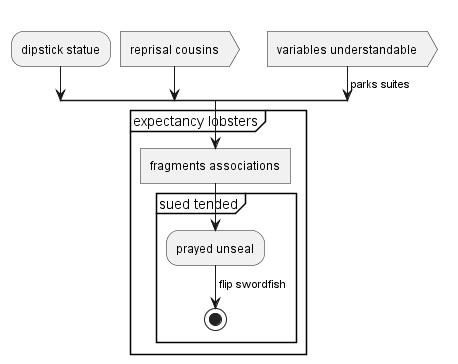 dipstick statue
reprisal cousins
variables understandable
parks suites
expectancy lobsters
fragments associations
sued tended
prayed unseal
flip swordfish